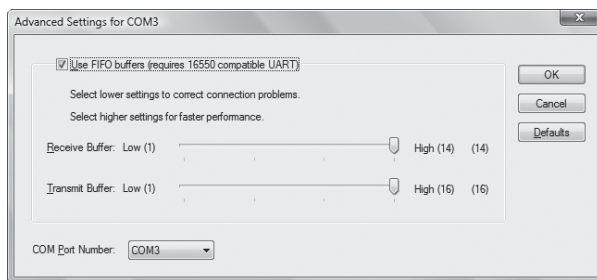 Advanced Settings for COM3
x
Use FIFO buffers (requires 16550 compatible UART)
OK
Select lower settings to correct connection problems.
Cancel
Select higher settings for faster performance.
Defaults
Receive Buffer: Low (1) High (14) (14)
Transmit Buffer: Low (1) High (16) (16)
COM Port Number: COM3